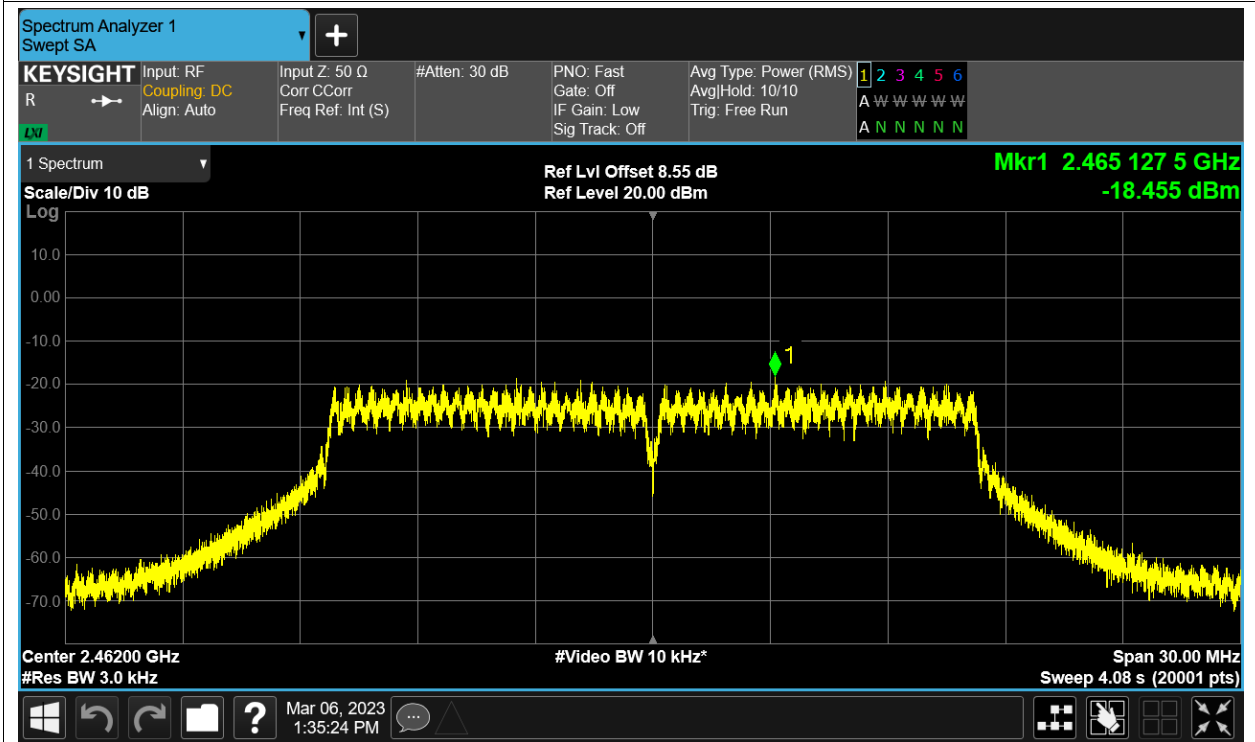 Spectrum Analyzer 1
Swept SA
+
KEYSIGHT
R
LXI
Input: RF
Coupling: DC
Align: Auto
Input Z: 50 Ω
Corr CCorr
Freq Ref: Int (S)
#Atten: 30 dB
PNO: Fast
Gate: Off
IF Gain: Low
Sig Track: Off
Avg Type: Power (RMS)
Avg|Hold: 10/10
Trig: Free Run
1 2 3 4 5 6
A W W W W W
A N N N N N
1 Spectrum
Scale/Div 10 dB
Log
Ref Lvl Offset 8.55 dB
Ref Level 20.00 dBm
Mkr1 2.465 127 5 GHz
-18.455 dBm
10.0
0.00
-10.0
1
-20.0
-30.0
-40.0
-50.0
-60.0
-70.0
Center 2.46200 GHz
#Res BW 3.0 kHz
#Video BW 10 kHz*
Span 30.00 MHz
Sweep 4.08 s (20001 pts)
?
Mar 06, 2023
1:35:24 PM